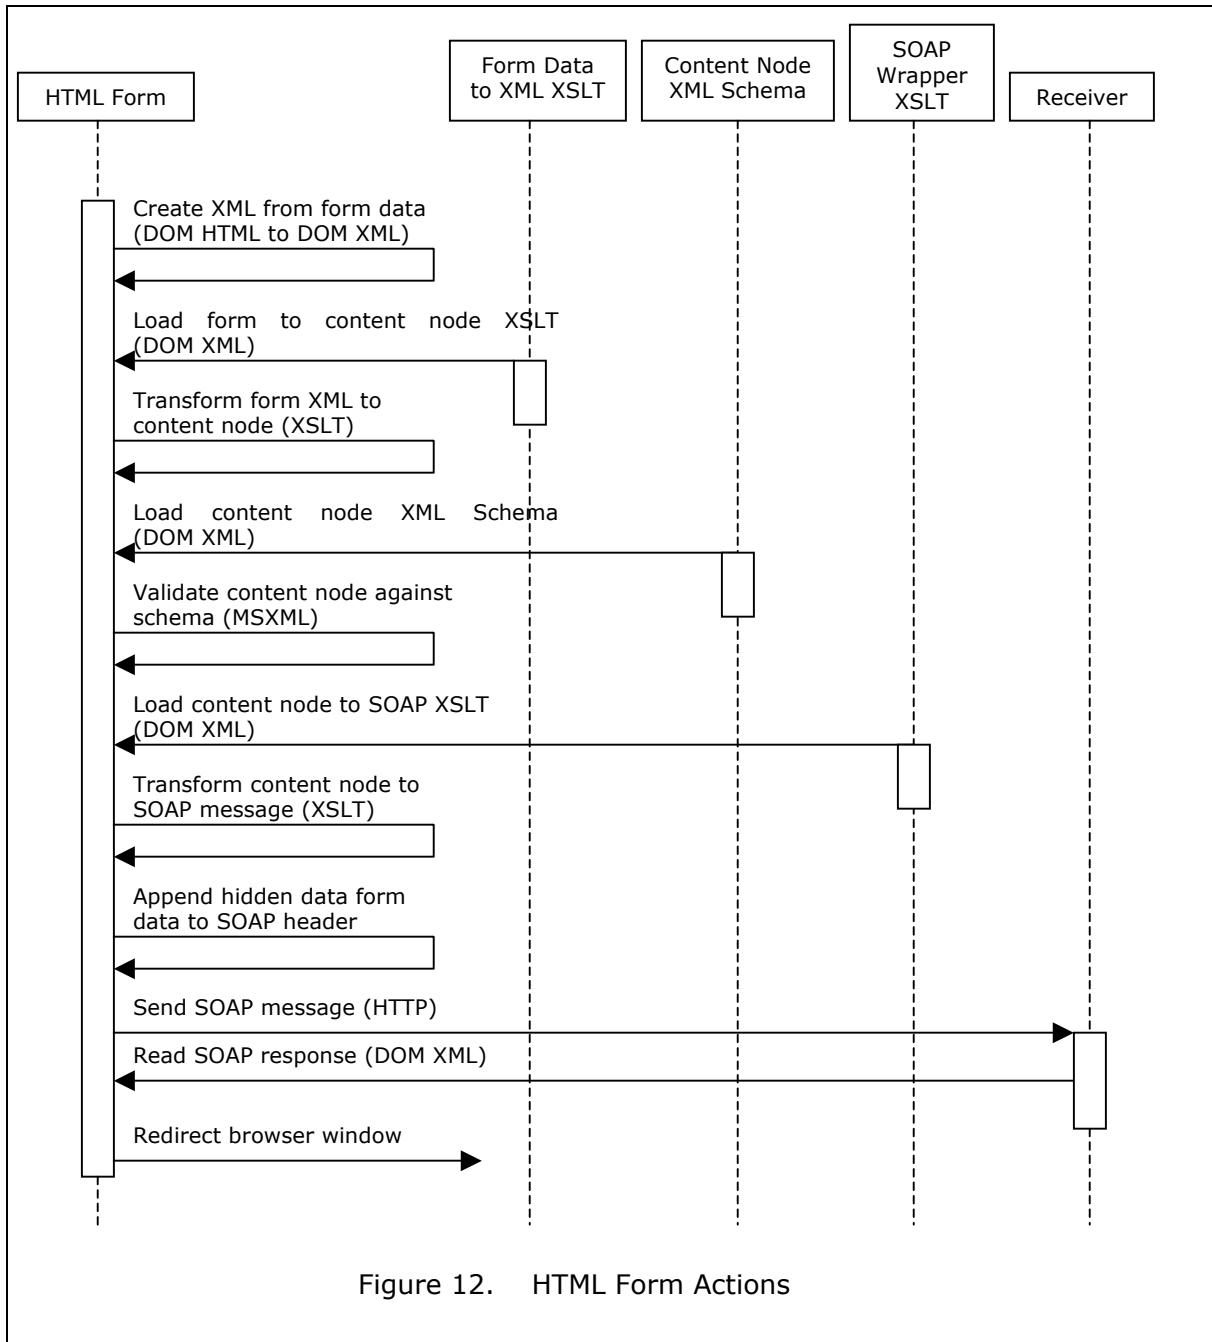 HTML Form
Form Data
to XML XSLT
Content Node
XML Schema
SOAP
Wrapper
XSLT
Receiver
Create XML from form data
(DOM HTML to DOM XML)
Load form to content node XSLT
(DOM XML)
Transform form XML to
content node (XSLT)
Load content node XML Schema
(DOM XML)
Validate content node against
schema (MSXML)
Load content node to SOAP XSLT
(DOM XML)
Transform content node to
SOAP message (XSLT)
Append hidden data form
data to SOAP header
Send SOAP message (HTTP)
Read SOAP response (DOM XML)
Redirect browser window
Figure 12. HTML Form Actions